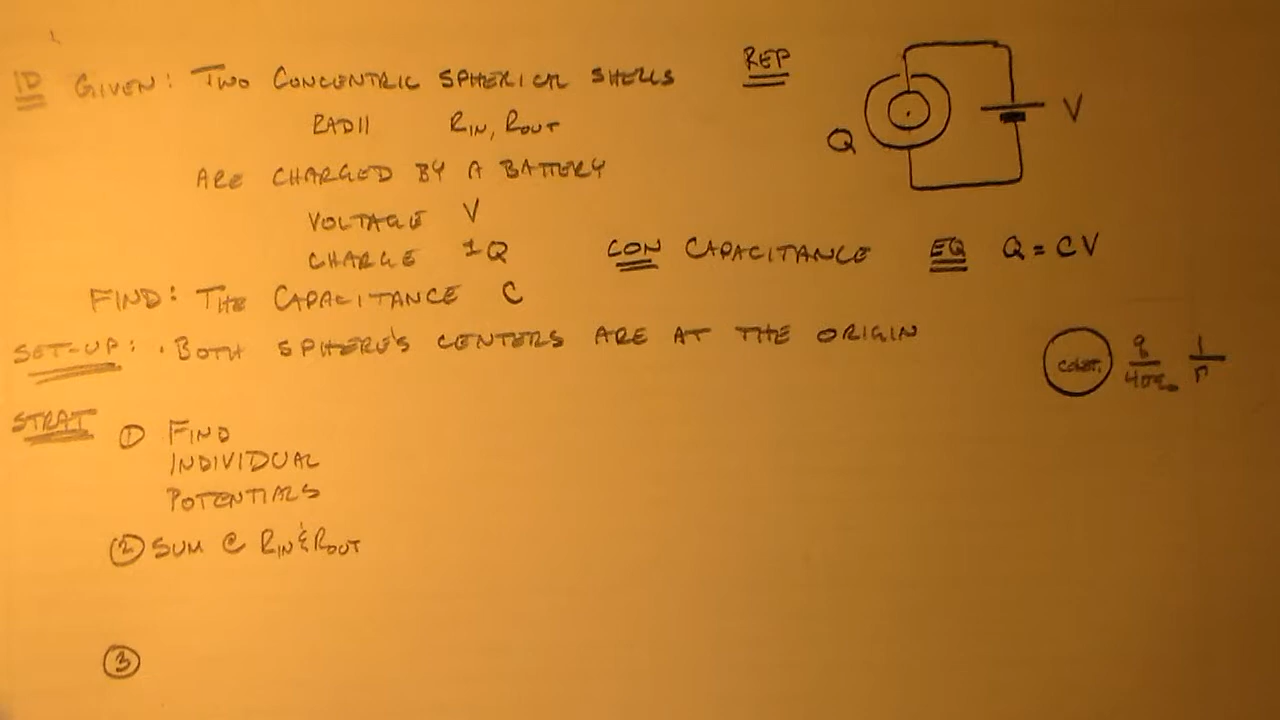 ID GIVEN: TWO CONCENTRIC SPHERICAL SHELLS REP
RADII RIN, ROUT
Q V
ARE CHARGED BY A BATTERY
VOLTAGE V
CHARGE ±Q CON CAPACITANCE EQ Q = CV
FIND: THE CAPACITANCE C
SET-UP: · BOTH SPHERE'S CENTERS ARE AT THE ORIGIN
CONST. q/4πε₀ 1/r
STRAT ① FIND
INDIVIDUAL
POTENTIALS
② SUM @ RIN & ROUT
③